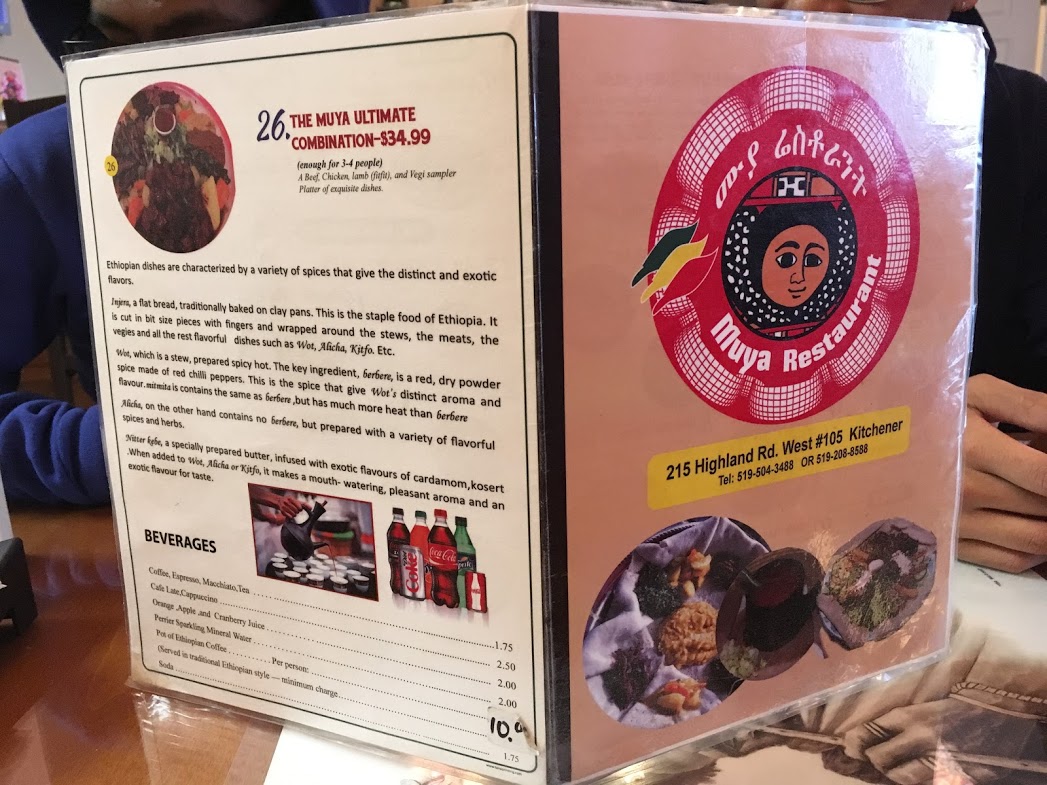 26
26. THE MUYA ULTIMATE
COMBINATION-$34.99
(enough for 3-4 people)
A Beef, Chicken, lamb (fitfit), and Vegi sampler
Platter of exquisite dishes.
Ethiopian dishes are characterized by a variety of spices that give the distinct and exotic
flavors.
Injera, a flat bread, traditionally baked on clay pans. This is the staple food of Ethiopia. It
is cut in bit size pieces with fingers and wrapped around the stews, the meats, the
vegies and all the rest flavorful dishes such as Wot, Alicha, Kitfo. Etc.
Wot, which is a stew, prepared spicy hot. The key ingredient, berbere, is a red, dry powder
spice made of red chilli peppers. This is the spice that give Wot's distinct aroma and
flavour.mitmita is contains the same as berbere ,but has much more heat than berbere
Alicha, on the other hand contains no berbere, but prepared with a variety of flavorful
spices and herbs.
Nitter kebe, a specially prepared butter, infused with exotic flavours of cardamom,kosert
.When added to Wot, Alicha or Kitfo, it makes a mouth- watering, pleasant aroma and an
exotic flavour for taste.
BEVERAGES
Coffee, Espresso, Macchiato,Tea ............ 1.75
Cafe Late,Cappuccino ............ 2.50
Orange ,Apple ,and Cranberry Juice ............ 2.00
Perrier Sparkling Mineral Water ............ 2.00
Pot of Ethiopian Coffee ............ Per person:
(Served in traditional Ethiopian style — minimum charge ............ 10.0
Soda ............ 1.75
Coke
Coca-Cola
ሙያ ሬስቶራንት
Muya Restaurant
215 Highland Rd. West #105 Kitchener
Tel: 519-504-3488 OR 519-208-8588